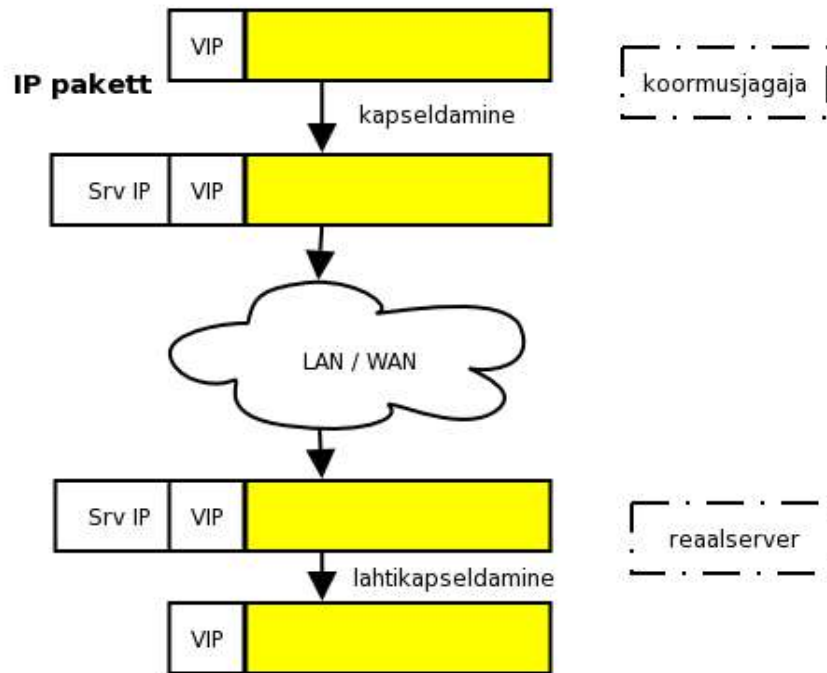 VIP
IP pakett
koormusjagaja
kapseldamine
Srv IP VIP
LAN / WAN
Srv IP VIP
reaalserver
lahtikapseldamine
VIP